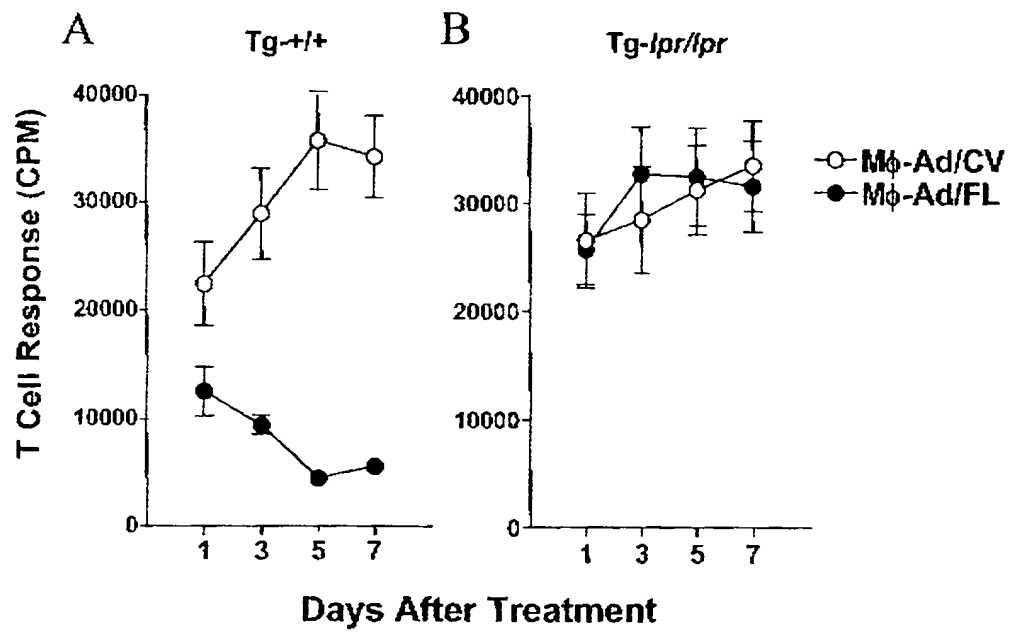 A
Tg-+/+
B
Tg-lpr/lpr
T Cell Response (CPM)
40000
30000
20000
10000
0
1 3 5 7
40000
30000
20000
10000
0
1 3 5 7
Mϕ-Ad/CV
Mϕ-Ad/FL
Days After Treatment